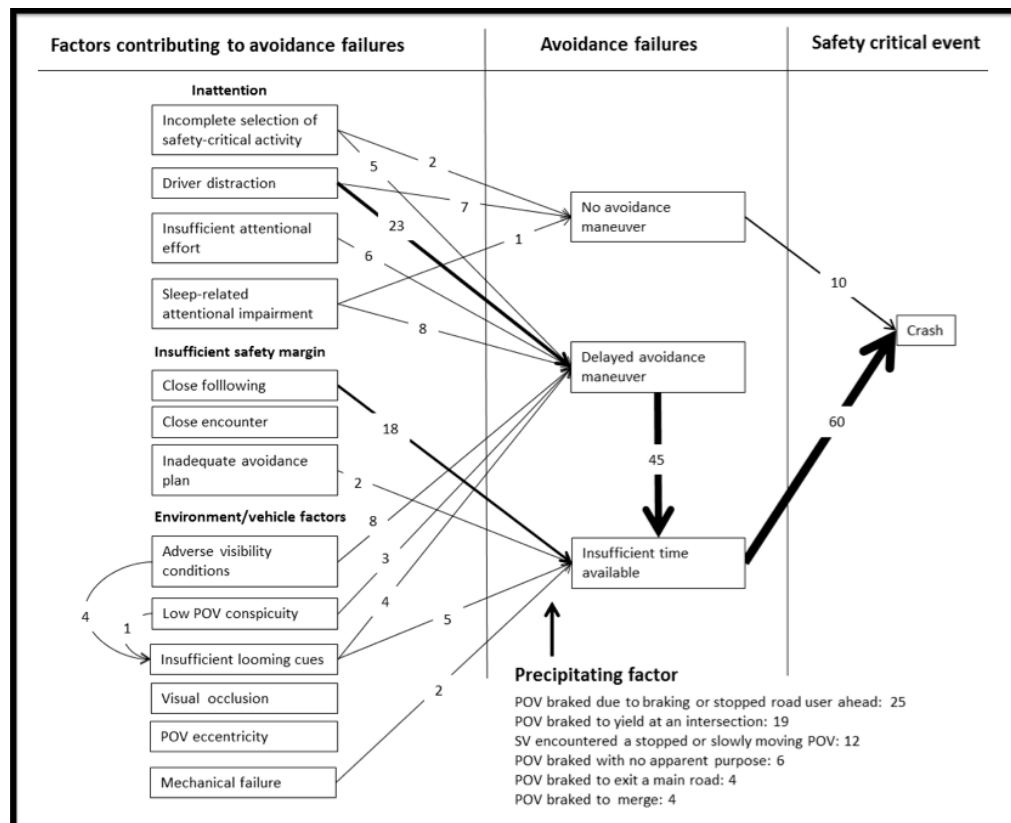 Factors contributing to avoidance failures
Avoidance failures
Safety critical event
Inattention
Incomplete selection of
safety-critical activity
Driver distraction
Insufficient attentional
effort
Sleep-related
attentional impairment
Insufficient safety margin
Close folllowing
Close encounter
Inadequate avoidance
plan
Environment/vehicle factors
Adverse visibility
conditions
Low POV conspicuity
Insufficient looming cues
Visual occlusion
POV eccentricity
Mechanical failure
2
5
7
23
1
6
8
18
2
8
3
4
5
2
4
1
No avoidance
maneuver
Delayed avoidance
maneuver
45
Insufficient time
available
10
60
Crash
Precipitating factor
POV braked due to braking or stopped road user ahead: 25
POV braked to yield at an intersection: 19
SV encountered a stopped or slowly moving POV: 12
POV braked with no apparent purpose: 6
POV braked to exit a main road: 4
POV braked to merge: 4